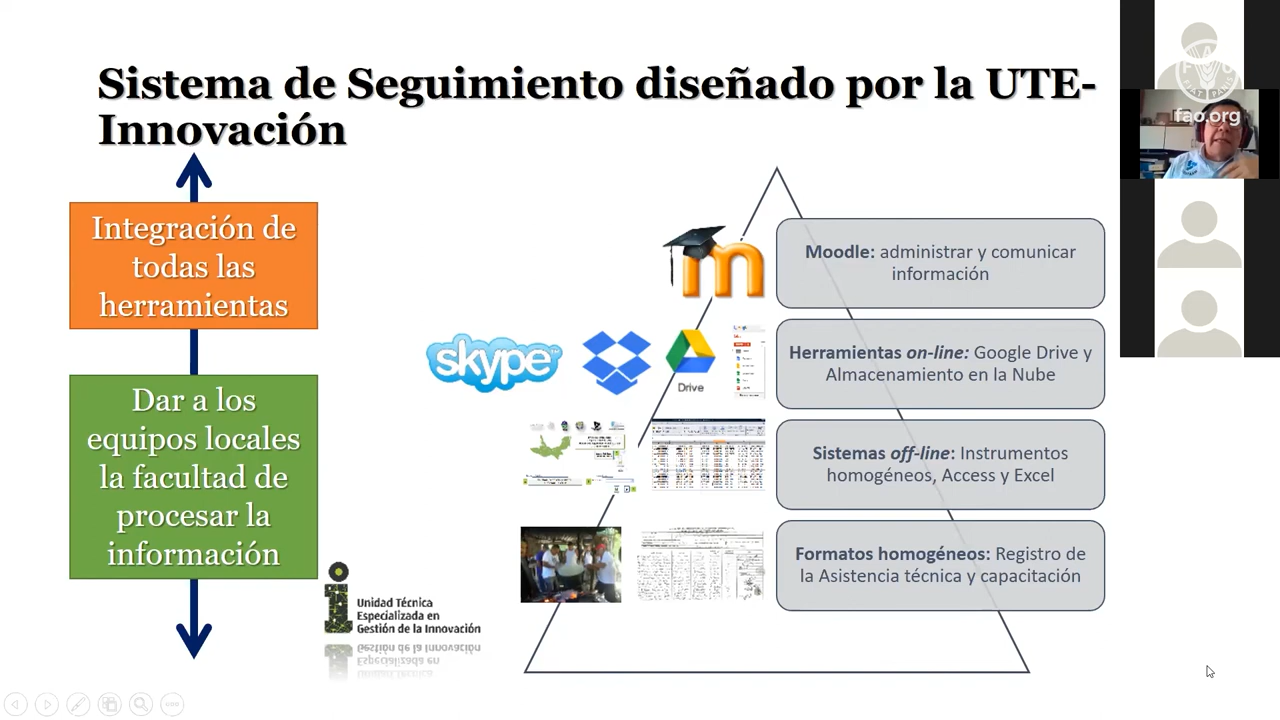 Sistema de Seguimiento diseñado por la UTE-
Innovación
Integración de
todas las
herramientas
Dar a los
equipos locales
la facultad de
procesar la
información
Unidad Técnica
Especializada en
Gestión de la Innovación
m
Moodle: administrar y comunicar
información
skype
Drive
Herramientas on-line: Google Drive y
Almacenamiento en la Nube
Sistemas off-line: Instrumentos
homogéneos, Access y Excel
Formatos homogéneos: Registro de
la Asistencia técnica y capacitación
FAO
FIAT PANIS
fao.org